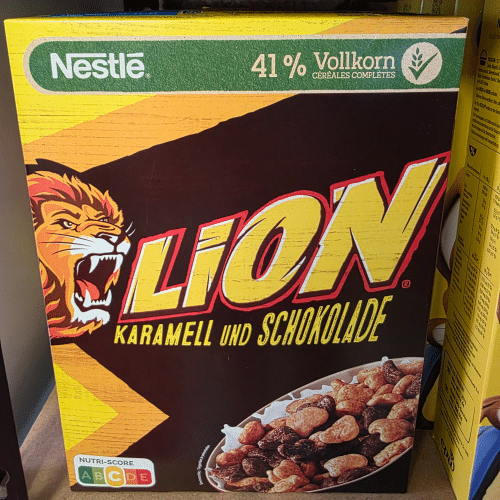 Nestlé®
41% Vollkorn
CÉRÉALES COMPLÈTES
LION®
KARAMELL UND SCHOKOLADE
NUTRI-SCORE
A B C D E